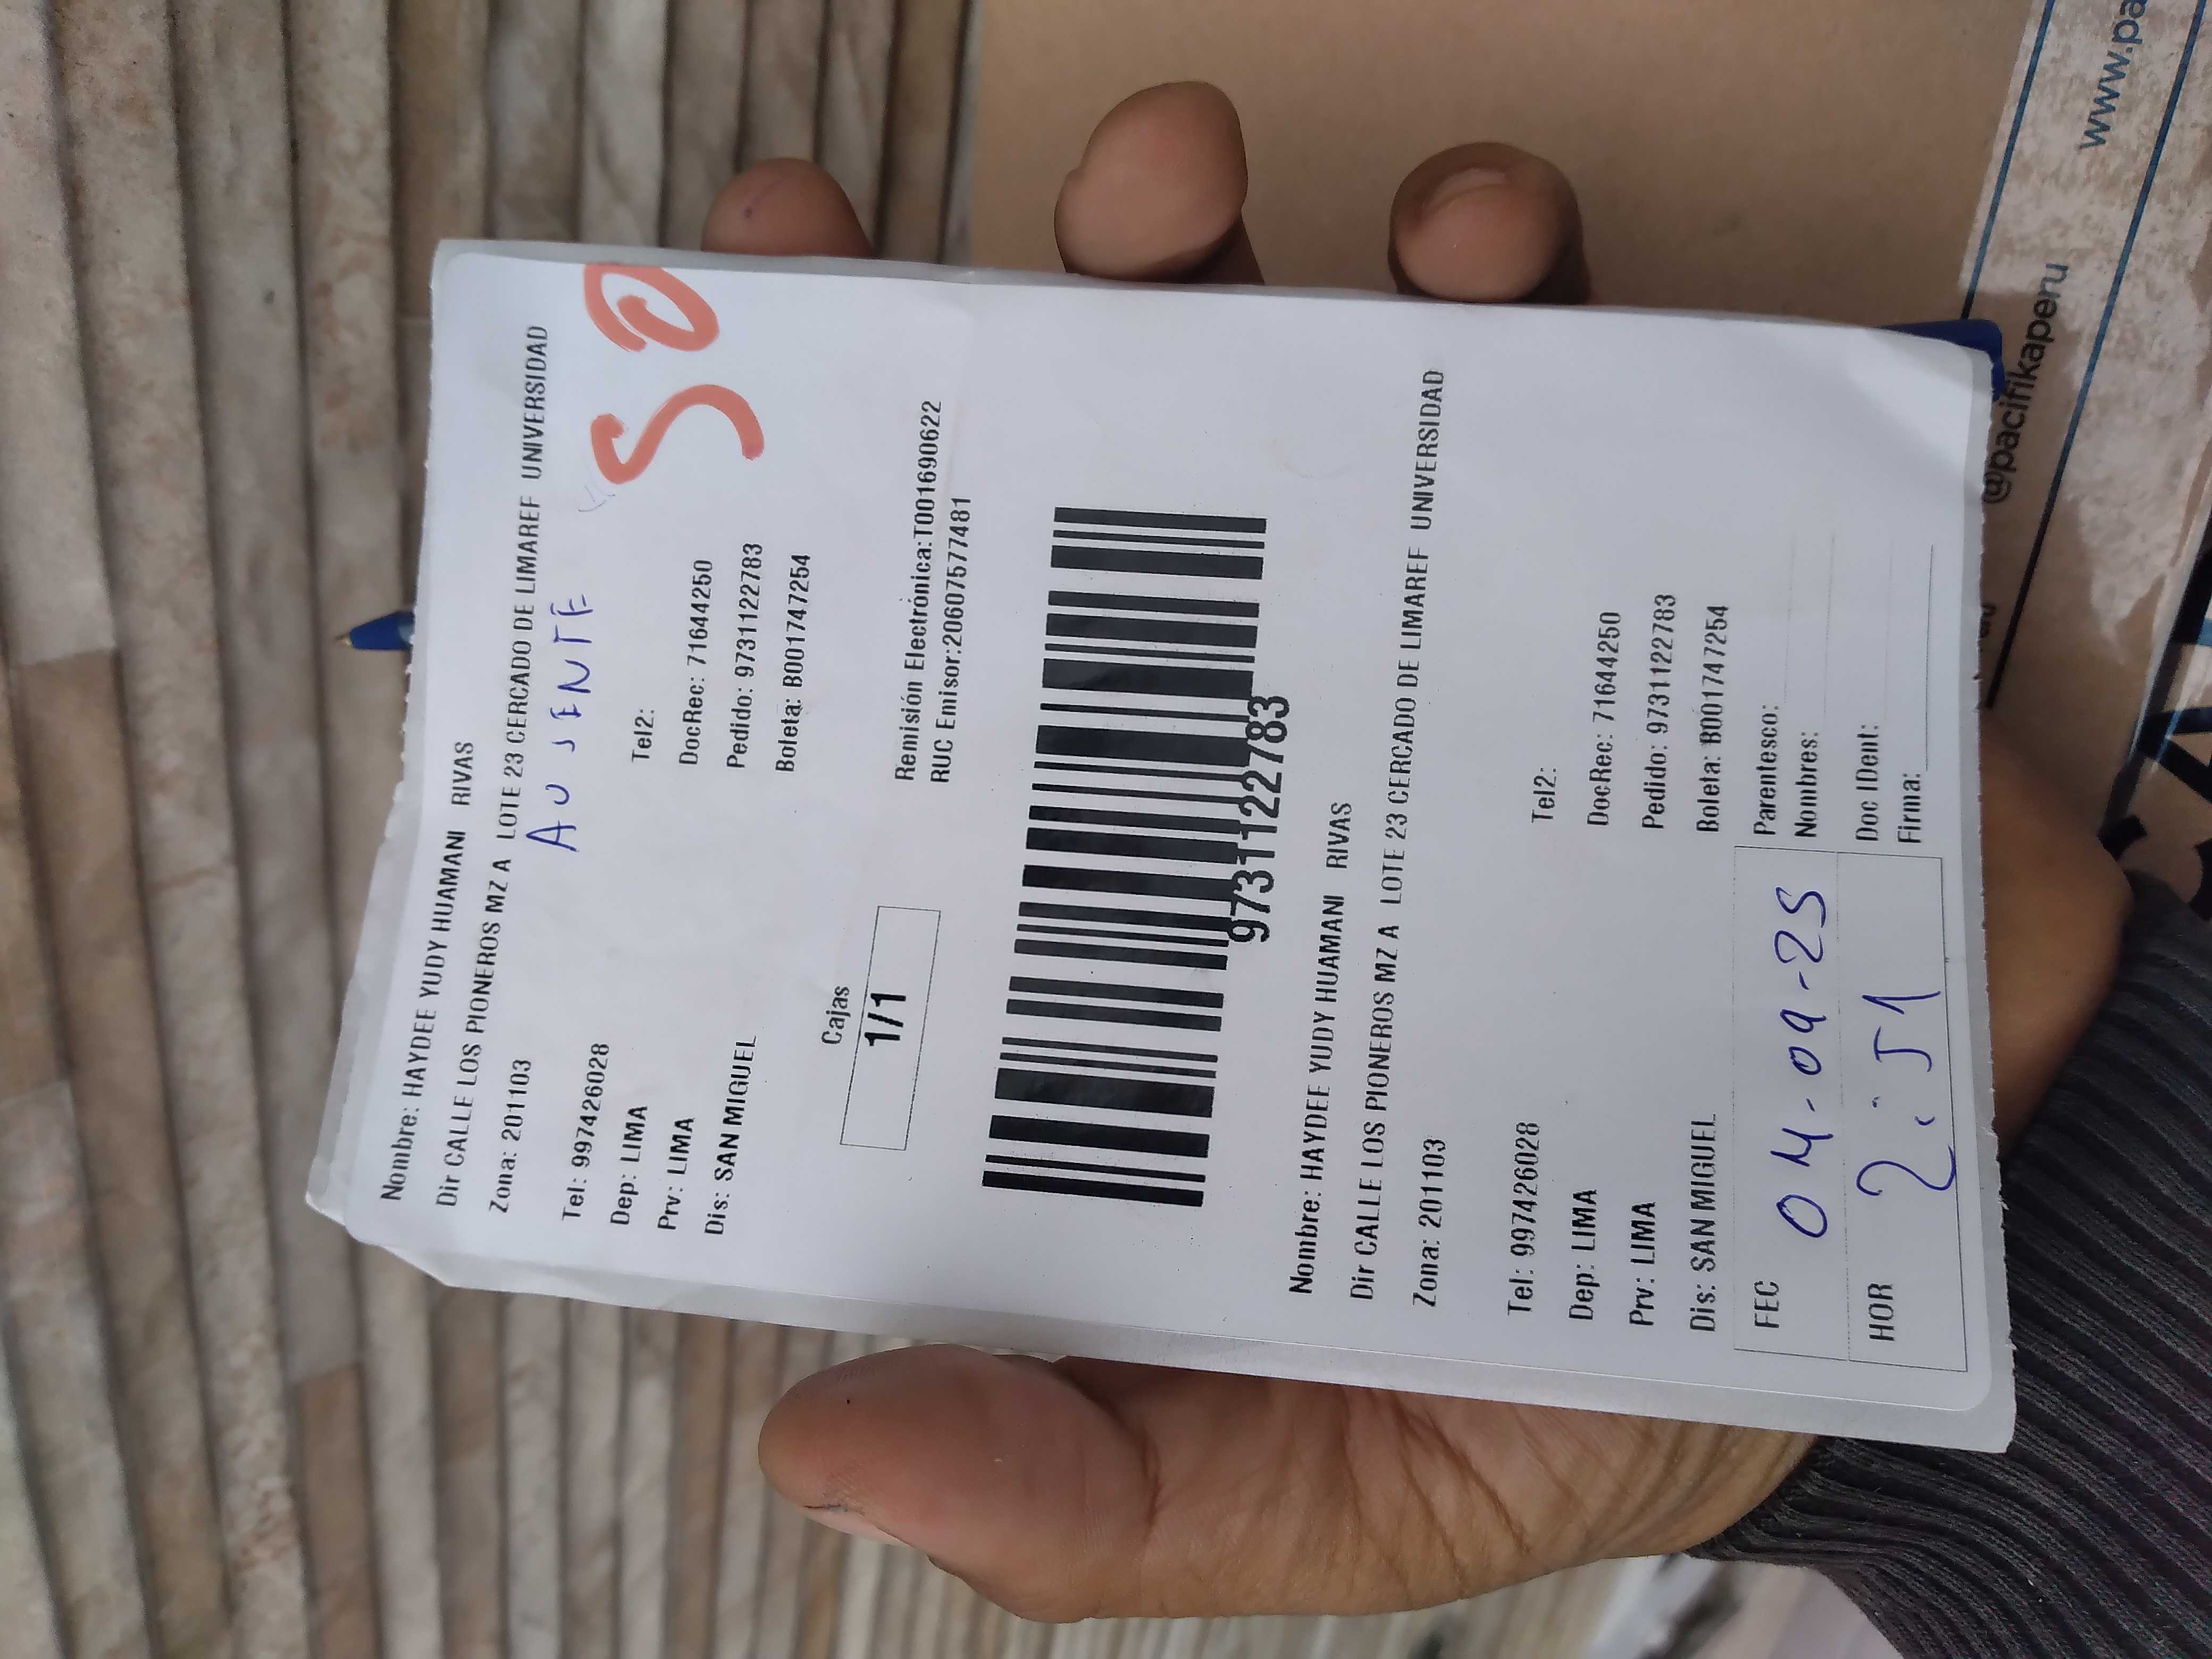 Nombre: HAYDEE YUDY HUAMANI RIVAS
Dir CALLE LOS PIONEROS MZ A LOTE 23 CERCADO DE LIMAREF UNIVERSIDAD
Zona: 201103
AUSENTE
50
Tel: 997426028
Tel2:
Dep: LIMA
DocRec: 71644250
Prv: LIMA
Pedido: 9731122783
Dis: SAN MIGUEL
Boleta: B001747254
Cajas
1/1
Remisión Electrónica:T001690622
RUC Emisor:20607577481
9731122783
Nombre: HAYDEE YUDY HUAMANI RIVAS
Dir CALLE LOS PIONEROS MZ A LOTE 23 CERCADO DE LIMAREF UNIVERSIDAD
Zona: 201103
Tel: 997426028
Tel2:
Dep: LIMA
DocRec: 71644250
Prv: LIMA
Pedido: 9731122783
Dis: SAN MIGUEL
Boleta: B001747254
FEC 04-09-25
Parentesco:
Nombres:
HOR 2:51
Doc IDent:
Firma:
@pacifikaperu
www.pa